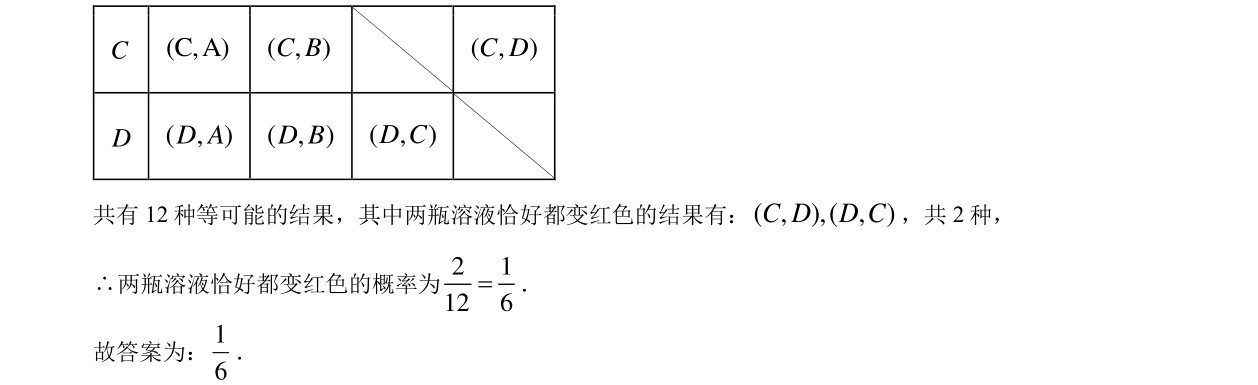 C (C, A) (C, B) (C, D)
D (D, A) (D, B) (D, C)
共有 12 种等可能的结果，其中两瓶溶液恰好都变红色的结果有：(C, D), (D, C)，共 2 种，
∴两瓶溶液恰好都变红色的概率为 2/12 = 1/6．
故答案为：1/6．